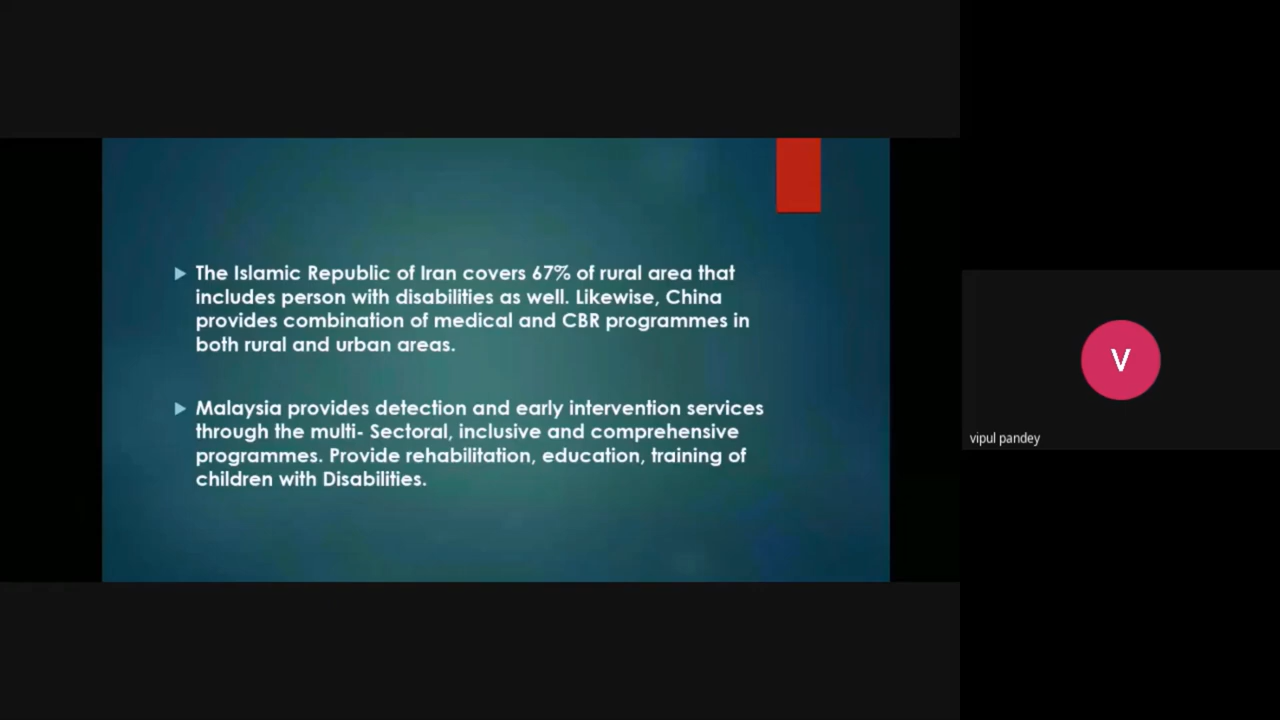 The Islamic Republic of Iran covers 67% of rural area that
includes person with disabilities as well. Likewise, China
provides combination of medical and CBR programmes in
both rural and urban areas.
Malaysia provides detection and early intervention services
through the multi- Sectoral, inclusive and comprehensive
programmes. Provide rehabilitation, education, training of
children with Disabilities.
V
vipul pandey